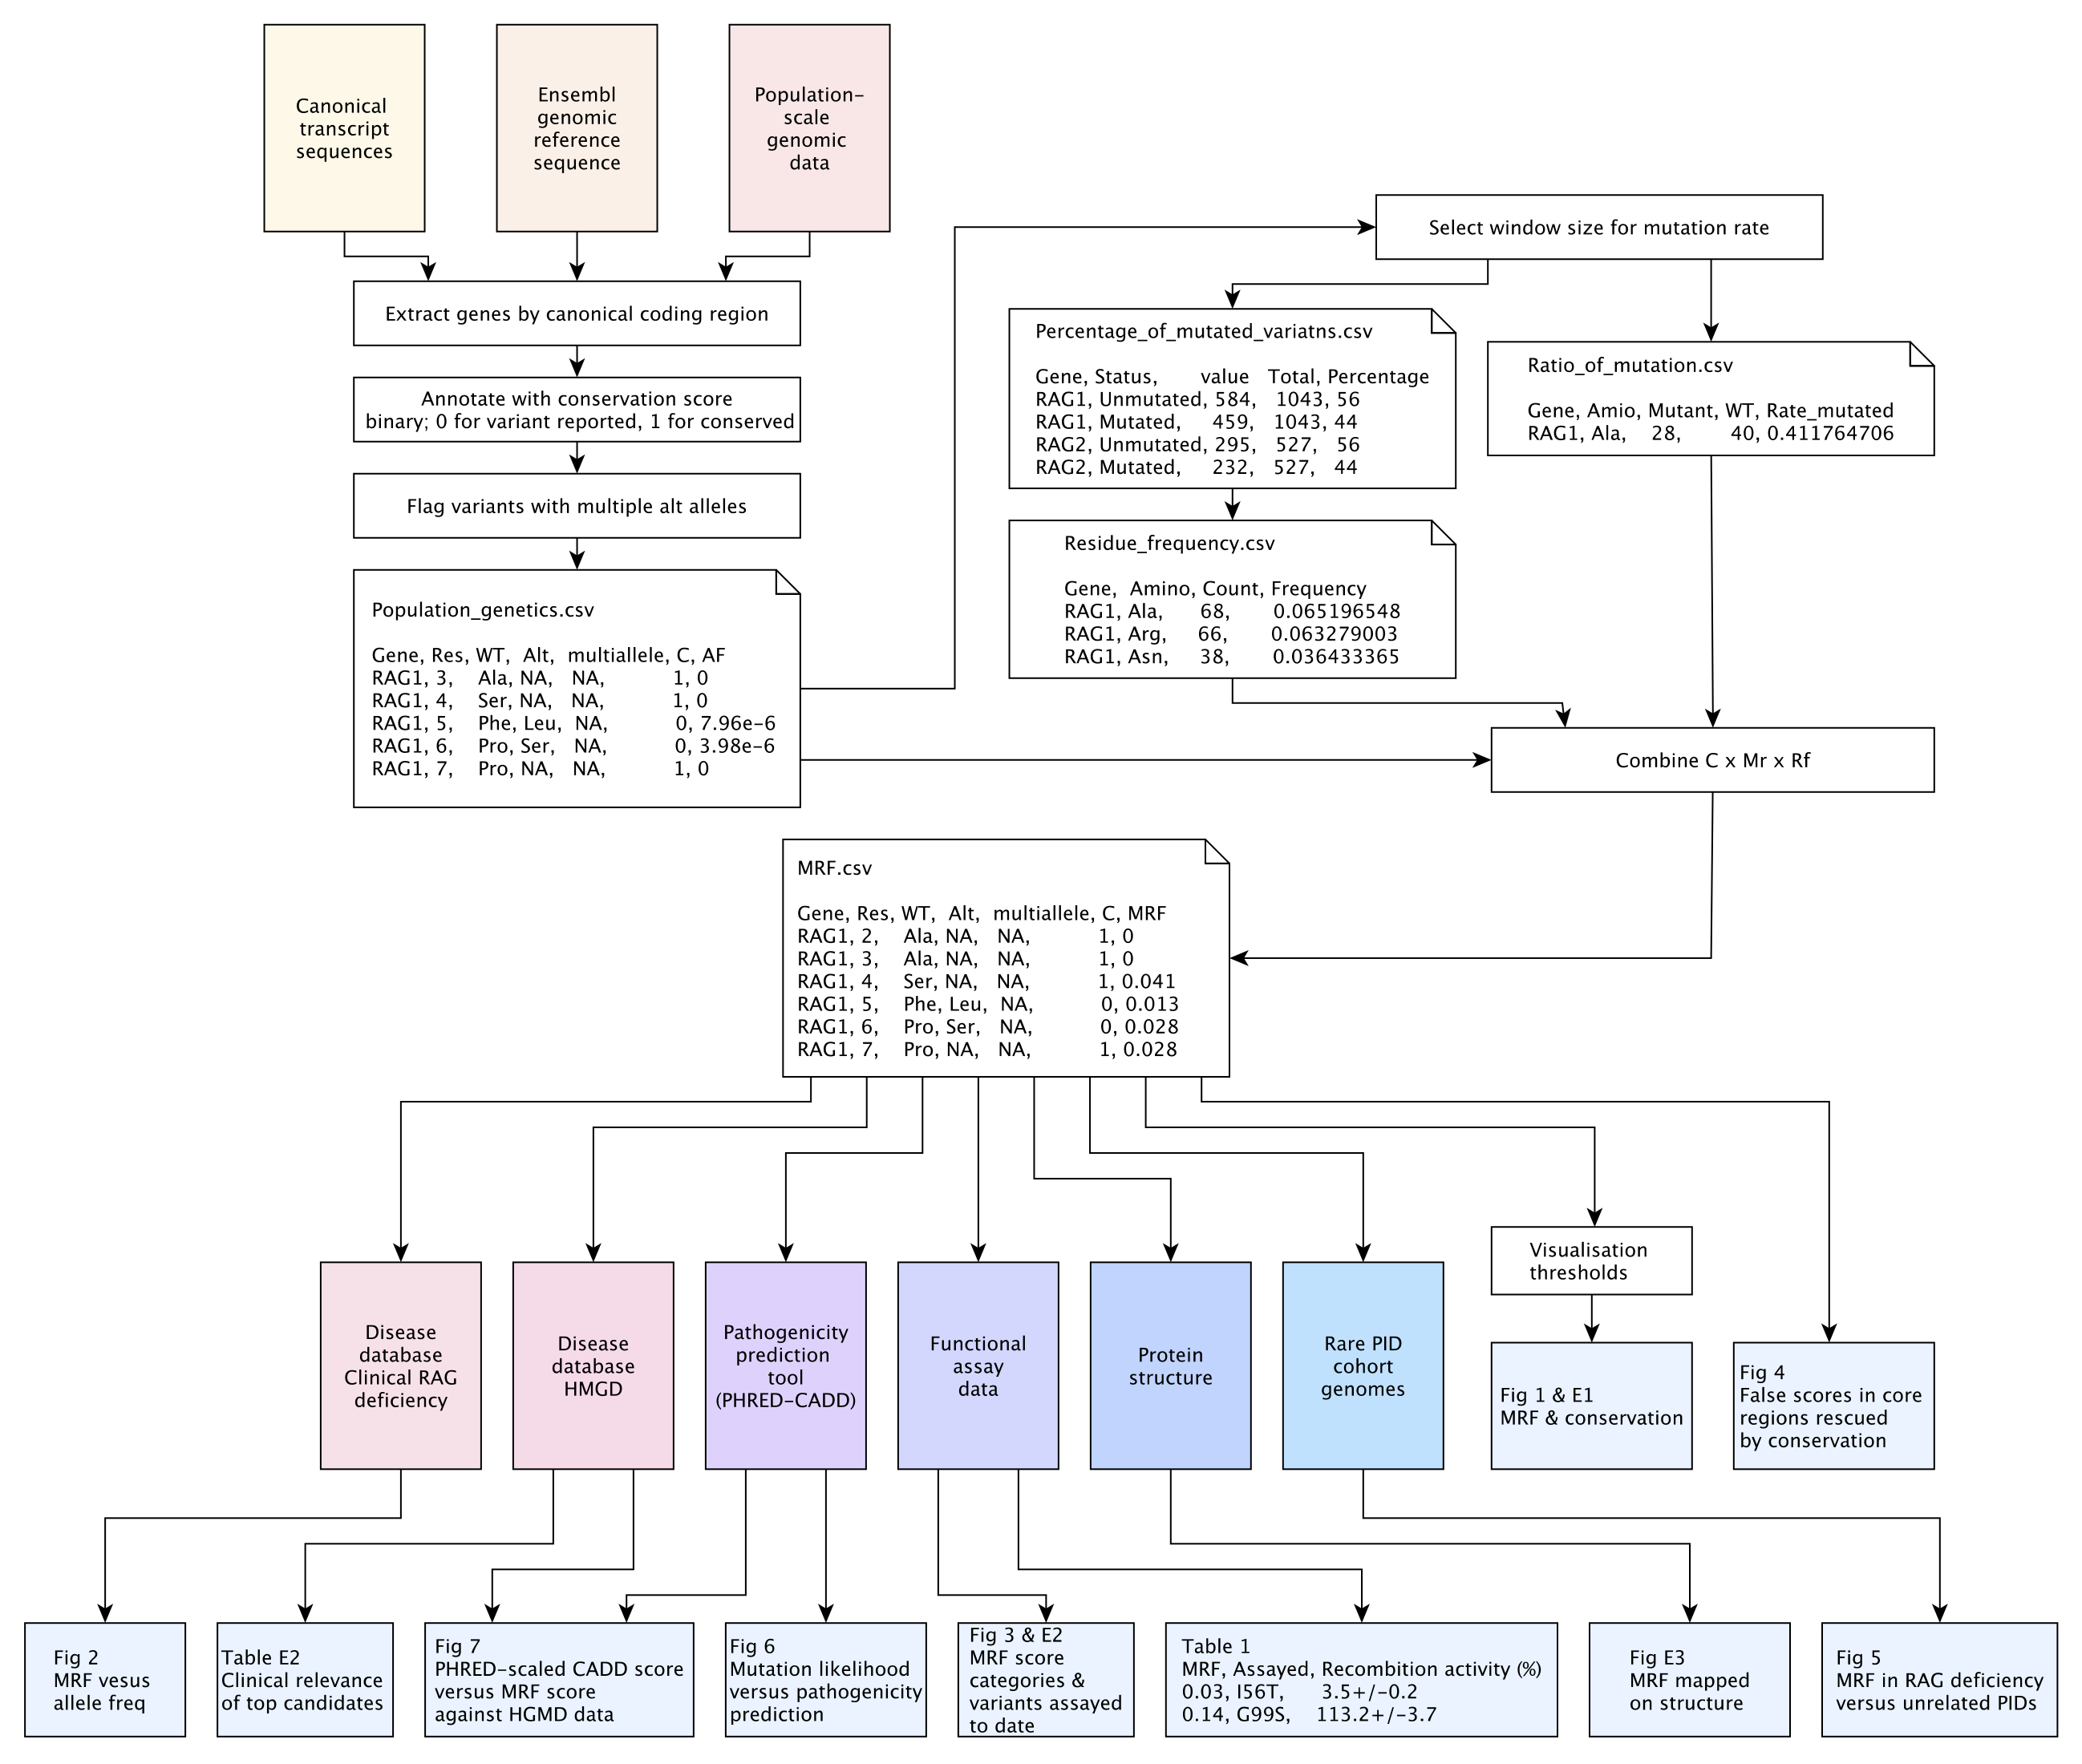 Canonical
transcript
sequences
Ensembl
genomic
reference
sequence
Population-
scale
genomic
data
Extract genes by canonical coding region
Annotate with conservation score
binary; 0 for variant reported, 1 for conserved
Flag variants with multiple alt alleles
Population_genetics.csv
Gene, Res, WT, Alt, multiallele, C, AF
RAG1, 3, Ala, NA, NA, 1, 0
RAG1, 4, Ser, NA, NA, 1, 0
RAG1, 5, Phe, Leu, NA, 0, 7.96e-6
RAG1, 6, Pro, Ser, NA, 0, 3.98e-6
RAG1, 7, Pro, NA, NA, 1, 0
Select window size for mutation rate
Percentage_of_mutated_variatns.csv
Gene, Status, value Total, Percentage
RAG1, Unmutated, 584, 1043, 56
RAG1, Mutated, 459, 1043, 44
RAG2, Unmutated, 295, 527, 56
RAG2, Mutated, 232, 527, 44
Ratio_of_mutation.csv
Gene, Amio, Mutant, WT, Rate_mutated
RAG1, Ala, 28, 40, 0.411764706
Residue_frequency.csv
Gene, Amino, Count, Frequency
RAG1, Ala, 68, 0.065196548
RAG1, Arg, 66, 0.063279003
RAG1, Asn, 38, 0.036433365
Combine C x Mr x Rf
MRF.csv
Gene, Res, WT, Alt, multiallele, C, MRF
RAG1, 2, Ala, NA, NA, 1, 0
RAG1, 3, Ala, NA, NA, 1, 0
RAG1, 4, Ser, NA, NA, 1, 0.041
RAG1, 5, Phe, Leu, NA, 0, 0.013
RAG1, 6, Pro, Ser, NA, 0, 0.028
RAG1, 7, Pro, NA, NA, 1, 0.028
Disease
database
Clinical RAG
deficiency
Disease
database
HMGD
Pathogenicity
prediction
tool
(PHRED-CADD)
Functional
assay
data
Protein
structure
Rare PID
cohort
genomes
Visualisation
thresholds
Fig 1 & E1
MRF & conservation
Fig 4
False scores in core
regions rescued
by conservation
Fig 2
MRF vesus
allele freq
Table E2
Clinical relevance
of top candidates
Fig 7
PHRED-scaled CADD score
versus MRF score
against HGMD data
Fig 6
Mutation likelihood
versus pathogenicity
prediction
Fig 3 & E2
MRF score
categories &
variants assayed
to date
Table 1
MRF, Assayed, Recombition activity (%)
0.03, I56T, 3.5+/-0.2
0.14, G99S, 113.2+/-3.7
Fig E3
MRF mapped
on structure
Fig 5
MRF in RAG deficiency
versus unrelated PIDs